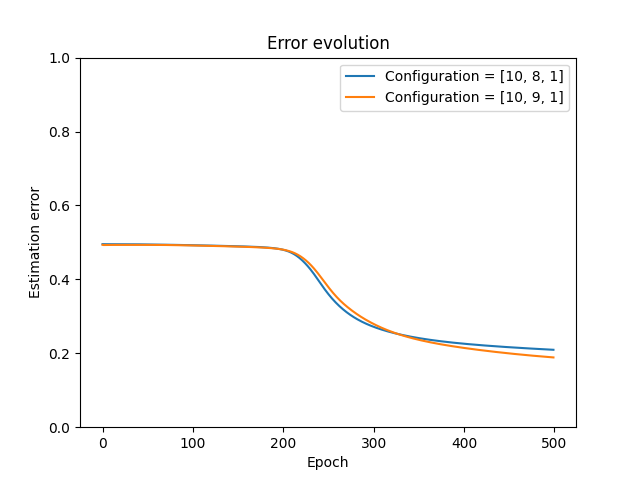 Error evolution
Configuration = [10, 8, 1]
Configuration = [10, 9, 1]
1.0
0.8
0.6
0.4
0.2
0.0
Estimation error
0 100 200 300 400 500
Epoch